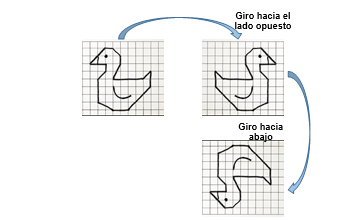 Giro hacia el
lado opuesto
Giro hacia
abajo